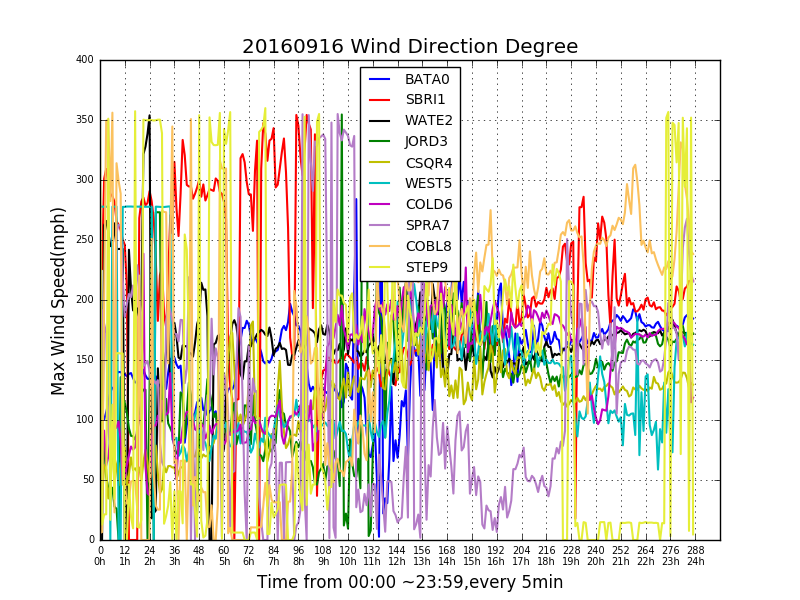 20160916 Wind Direction Degree
Max Wind Speed(mph)
400
350
300
250
200
150
100
50
0
BATA0
SBRI1
WATE2
JORD3
CSQR4
WEST5
COLD6
SPRA7
COBL8
STEP9
0 12 24 36 48 60 72 84 96 108 120 132 144 156 168 180 192 204 216 228 240 252 264 276 288
0h 1h 2h 3h 4h 5h 6h 7h 8h 9h 10h 11h 12h 13h 14h 15h 16h 17h 18h 19h 20h 21h 22h 23h 24h
Time from 00:00 ~23:59,every 5min